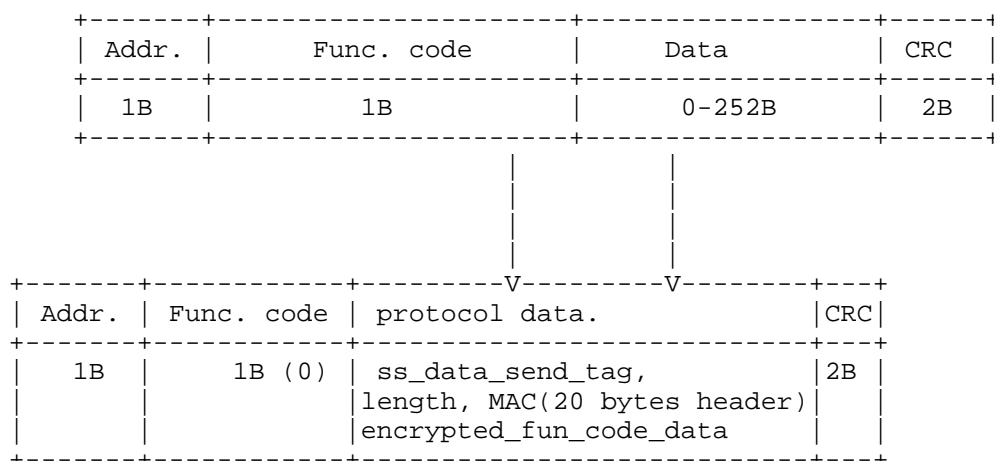 Addr. Func. code Data CRC
1B 1B 0-252B 2B
V V
Addr. Func. code protocol data. CRC
1B 1B (0) ss_data_send_tag, 2B
length, MAC(20 bytes header)
encrypted_fun_code_data